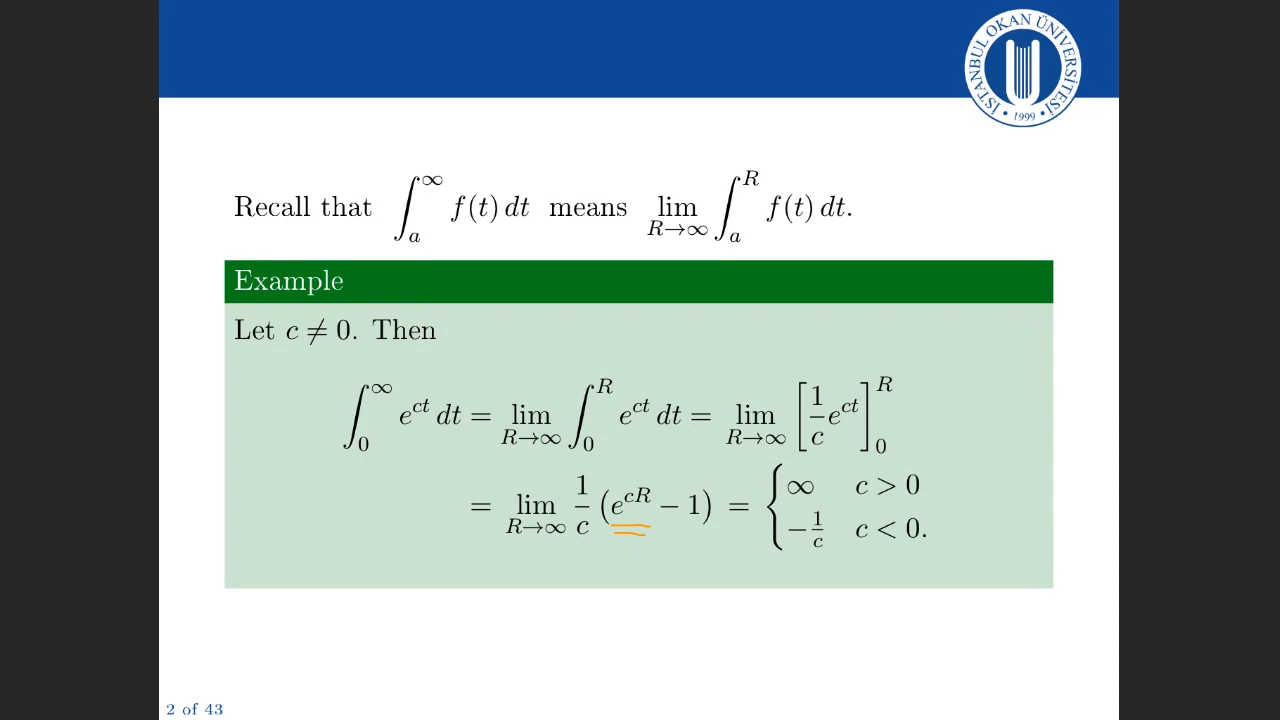 İSTANBUL OKAN ÜNİVERSİTESİ
• 1999 •
Recall that ∫_a^∞ f(t) dt means lim_{R→∞} ∫_a^R f(t) dt.
Example
Let c ≠ 0. Then
∫_0^∞ e^{ct} dt = lim_{R→∞} ∫_0^R e^{ct} dt = lim_{R→∞} [1/c e^{ct}]_0^R
= lim_{R→∞} 1/c (e^{cR} − 1) = { ∞ c > 0
−1/c c < 0.
2 of 43